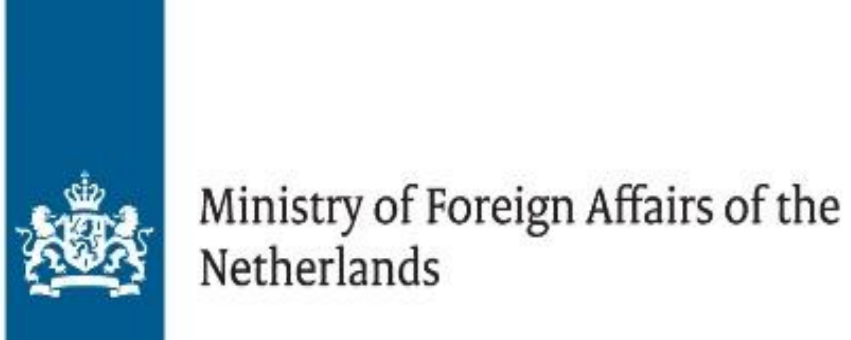 Ministry of Foreign Affairs of the
Netherlands